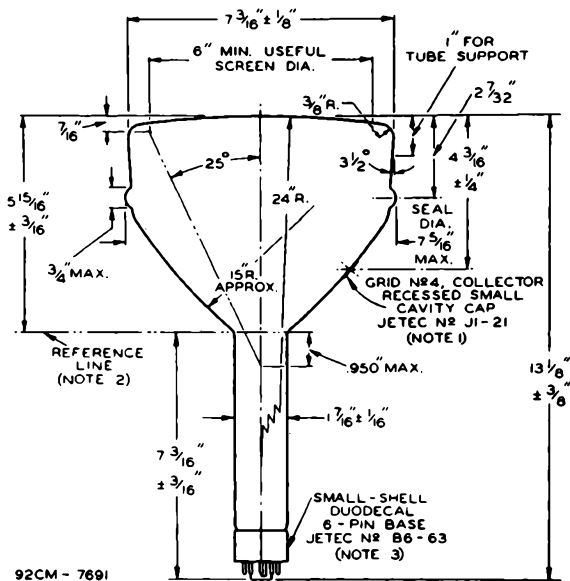 7 3/16" ± 1/8"
6" MIN. USEFUL
SCREEN DIA.
1" FOR
TUBE SUPPORT
2 7/32"
3/8" R.
7/16"
25°
3 1/2°
4 3/16"
± 1/4"
5 15/16"
± 3/16"
24" R.
SEAL
DIA.
7 5/16"
MAX.
3/4" MAX.
15" R.
APPROX.
GRID Nº4, COLLECTOR
RECESSED SMALL
CAVITY CAP
JETEC Nº J1-21
(NOTE 1)
REFERENCE
LINE
(NOTE 2)
.950" MAX.
13 1/8"
± 3/8"
1 7/16" ± 1/16"
7 3/16"
± 3/16"
SMALL-SHELL
DUODECAL
6-PIN BASE
JETEC Nº B6-63
(NOTE 3)
92CM-7691